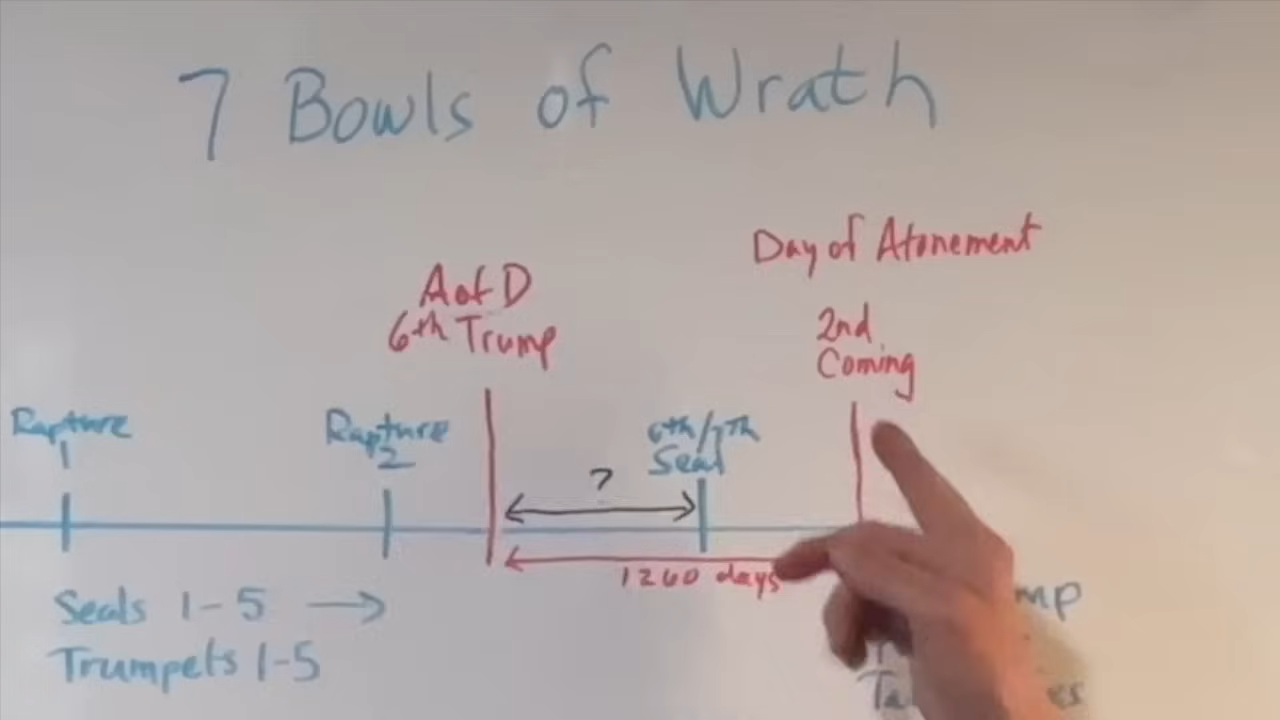 7 Bowls of Wrath
Day of Atonement
A of D
6th Trump
2nd
Coming
Rapture
1
Rapture
2
6th/7th
Seal
?
1260 days
Seals 1-5 →
Trumpets 1-5